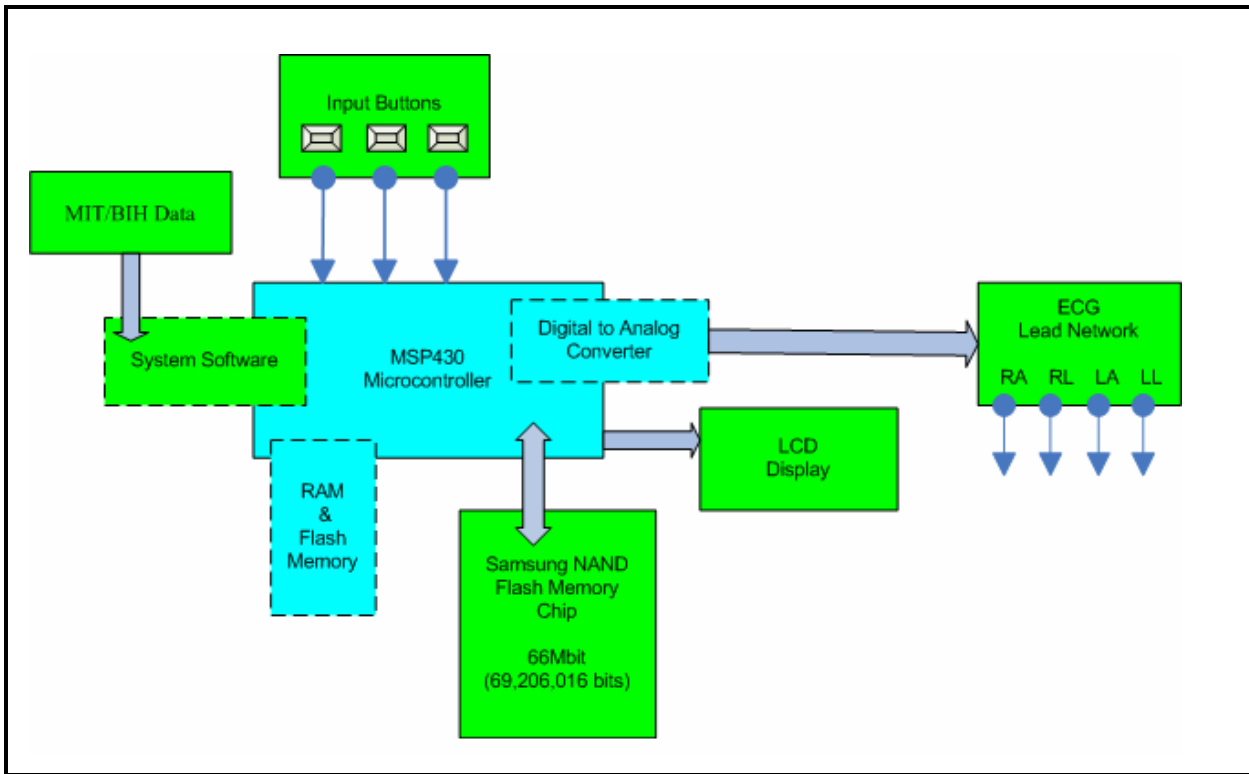 Input Buttons
MIT/BIH Data
System Software
MSP430
Microcontroller
Digital to Analog
Converter
ECG
Lead Network
RA RL LA LL
LCD
Display
RAM
&
Flash
Memory
Samsung NAND
Flash Memory
Chip
66Mbit
(69,206,016 bits)